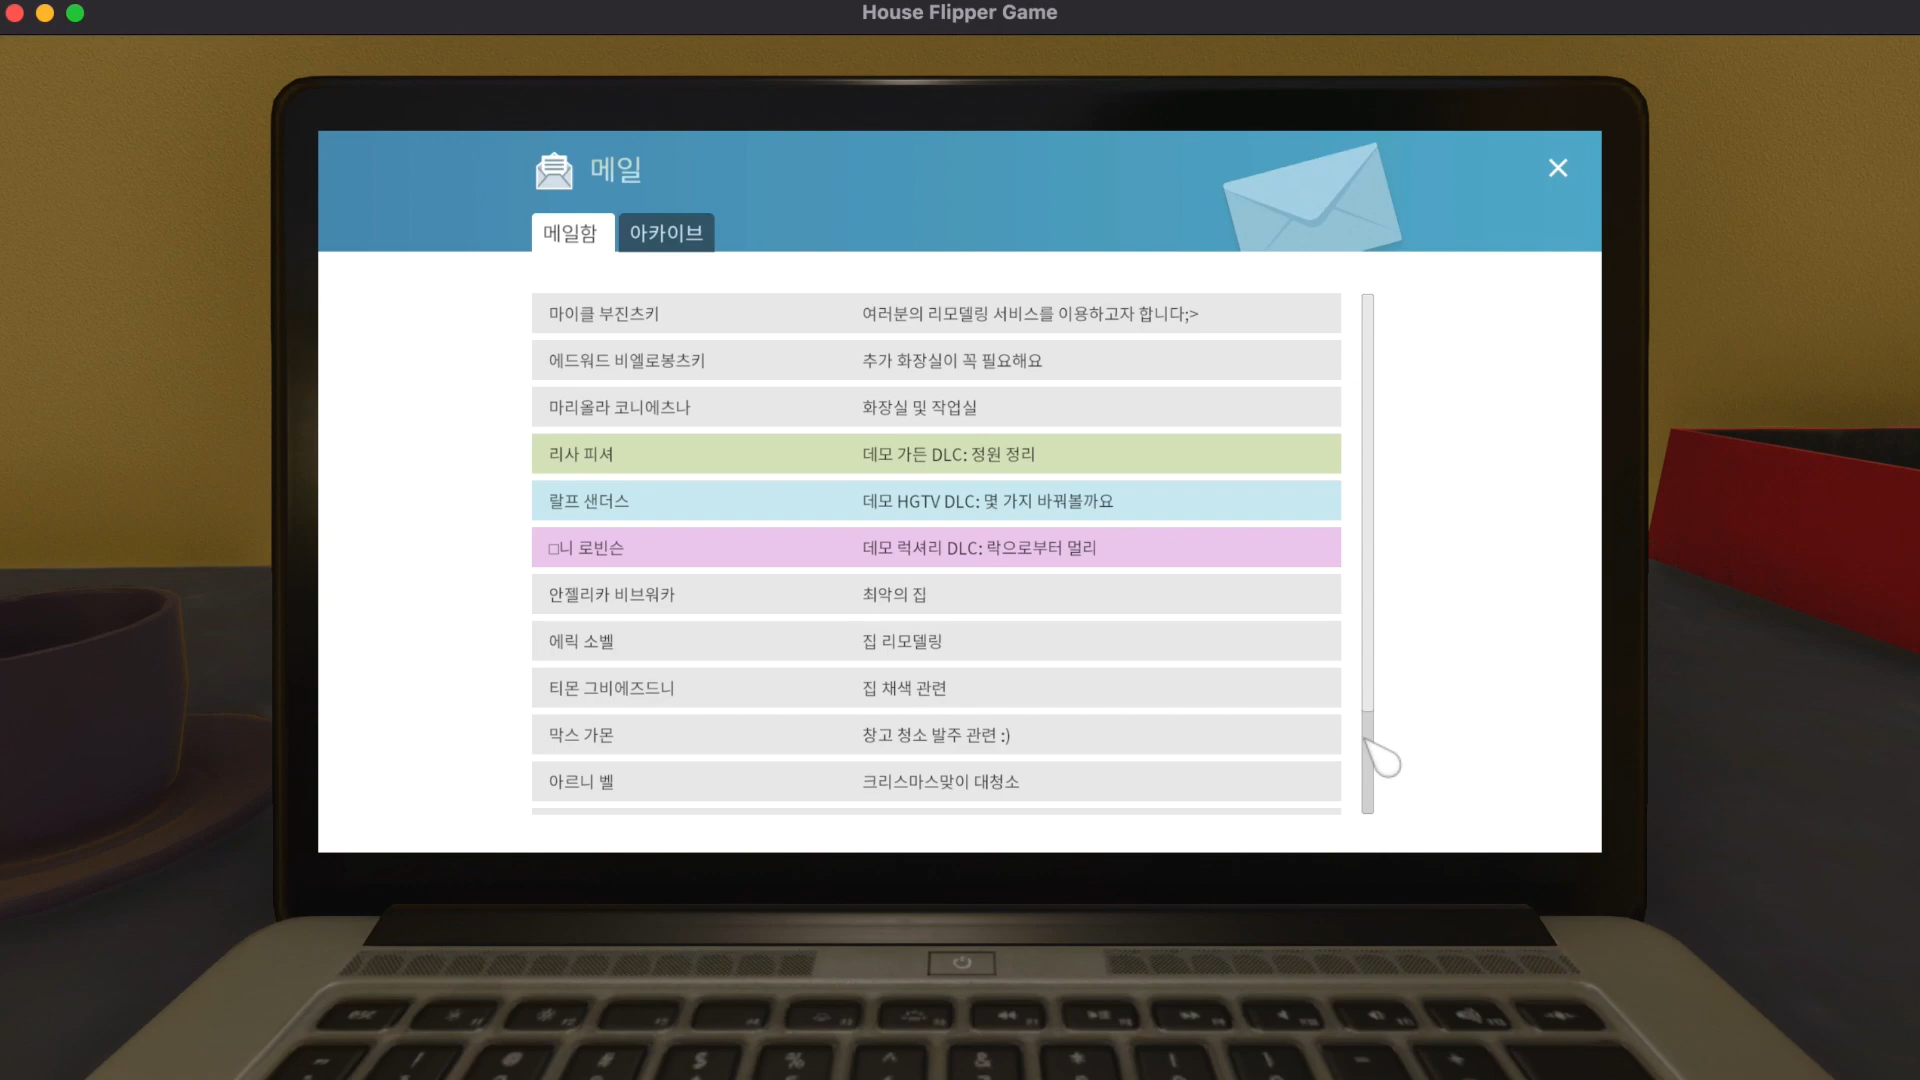 House Flipper Game
메일
메일함 아카이브
마이클 부진츠키 여러분의 리모델링 서비스를 이용하고자 합니다;>
에드워드 비엘로봉츠키 추가 화장실이 꼭 필요해요
마리올라 코니에츠나 화장실 및 작업실
리사 피셔 데모 가든 DLC: 정원 정리
랄프 샌더스 데모 HGTV DLC: 몇 가지 바꿔볼까요
□니 로빈슨 데모 럭셔리 DLC: 락으로부터 멀리
안젤리카 비브워카 최악의 집
에릭 소벨 집 리모델링
티몬 그비에즈드니 집 채색 관련
막스 가몬 창고 청소 발주 관련 :)
아르니 벨 크리스마스맞이 대청소
esc